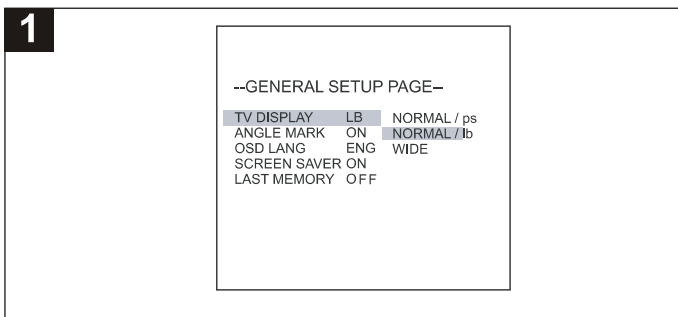 1
--GENERAL SETUP PAGE--
TV DISPLAY LB NORMAL / ps
ANGLE MARK ON NORMAL / lb
OSD LANG ENG WIDE
SCREEN SAVER ON
LAST MEMORY OFF